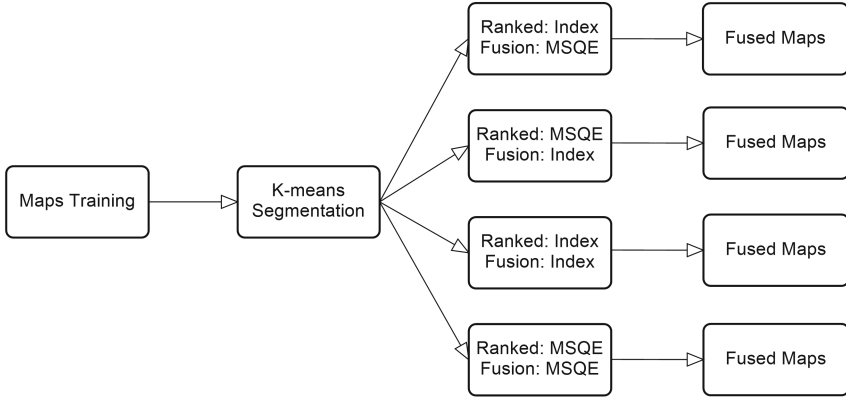 Maps Training
K-means
Segmentation
Ranked: Index
Fusion: MSQE
Fused Maps
Ranked: MSQE
Fusion: Index
Fused Maps
Ranked: Index
Fusion: Index
Fused Maps
Ranked: MSQE
Fusion: MSQE
Fused Maps